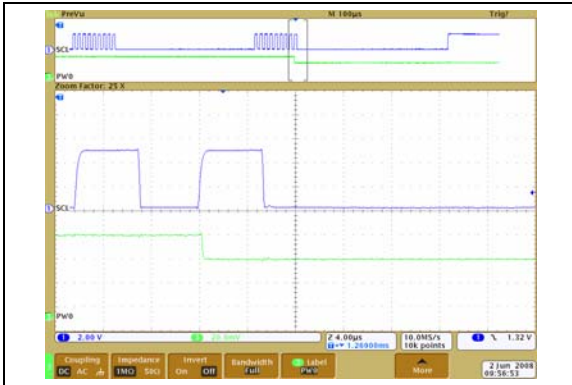 PreVu M 100µs Trig?
SCL
PW0
Zoom Factor: 25 X
SCL
PW0
1 2.00 V Z 4.00µs 10.0MS/s 1 1.32 V
1.26000ms 10k points
Coupling Impedance Invert Bandwidth Label More
DC AC 1MΩ 50Ω On Off Full PW0
2 Jun 2008
09:56:53